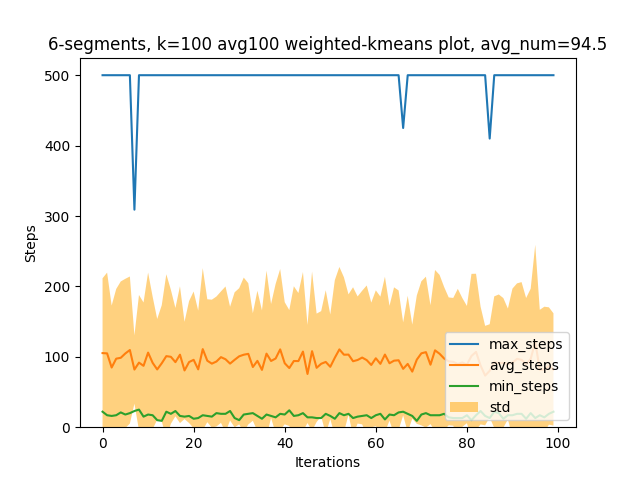 6-segments, k=100 avg100 weighted-kmeans plot, avg_num=94.5
500
400
300
200
100
0
Steps
max_steps
avg_steps
min_steps
std
0 20 40 60 80 100
Iterations